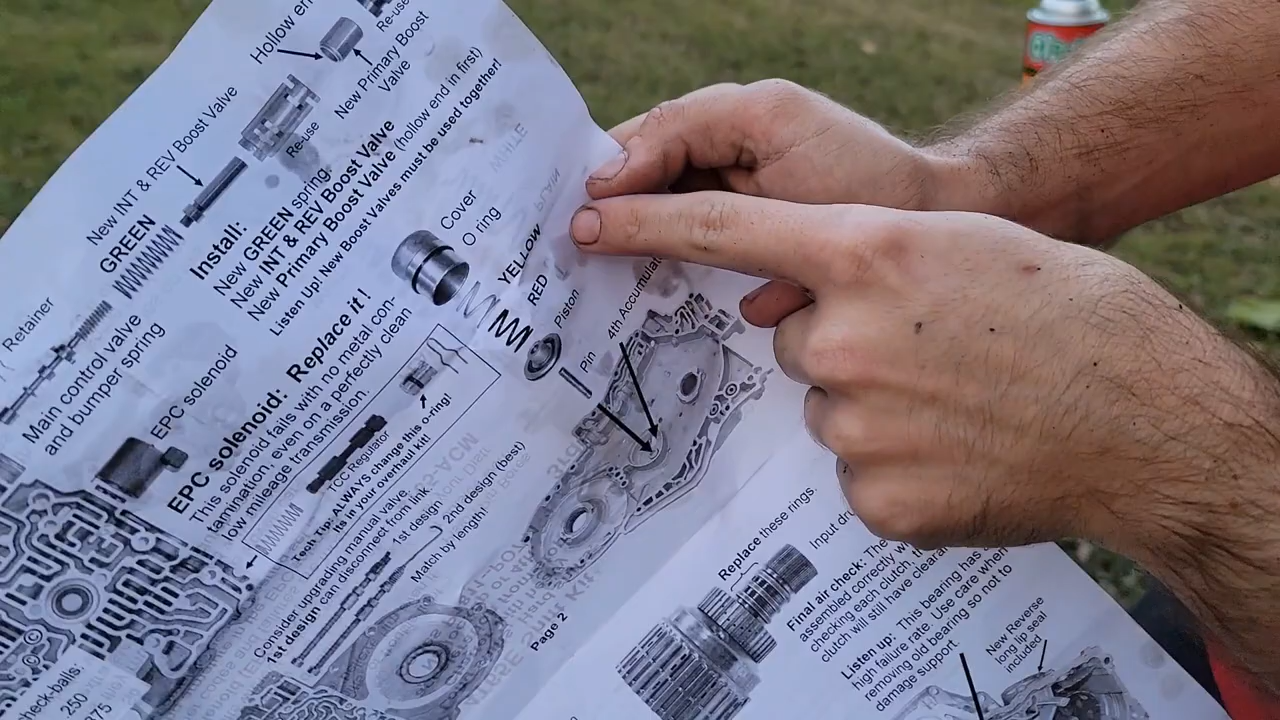 Hollow en
Re-use
New Primary Boost
Valve
New INT & REV Boost Valve
Re-use
GREEN
Install:
New GREEN spring
New INT & REV Boost Valve
New Primary Boost Valve (hollow end in first)
Listen Up! New Boost Valves must be used together!
Retainer
Main control valve
and bumper spring
EPC solenoid
EPC solenoid: Replace it !
This solenoid fails with no metal con-
tamination, even on a perfectly clean
low mileage transmission.
Cover
O ring
YELLOW
RED
Piston
Pin
4th Accumulat
TCC Regulator
Tech Tip: ALWAYS change this o-ring!
Its in your overhaul kit!
Consider upgrading manual valve,
1st design can disconnect from link
1st design
2nd design (best)
Match by length!
Page 2
heck-balls:
.250
375
Replace these rings.
Input dr
Final air check: The
assembled correctly w
checking each clutch, th
clutch will still have clearan
Listen up: This bearing has
high failure rate. Use care when
removing old bearing so not to
damage support
New Reverse
long lip seal
included